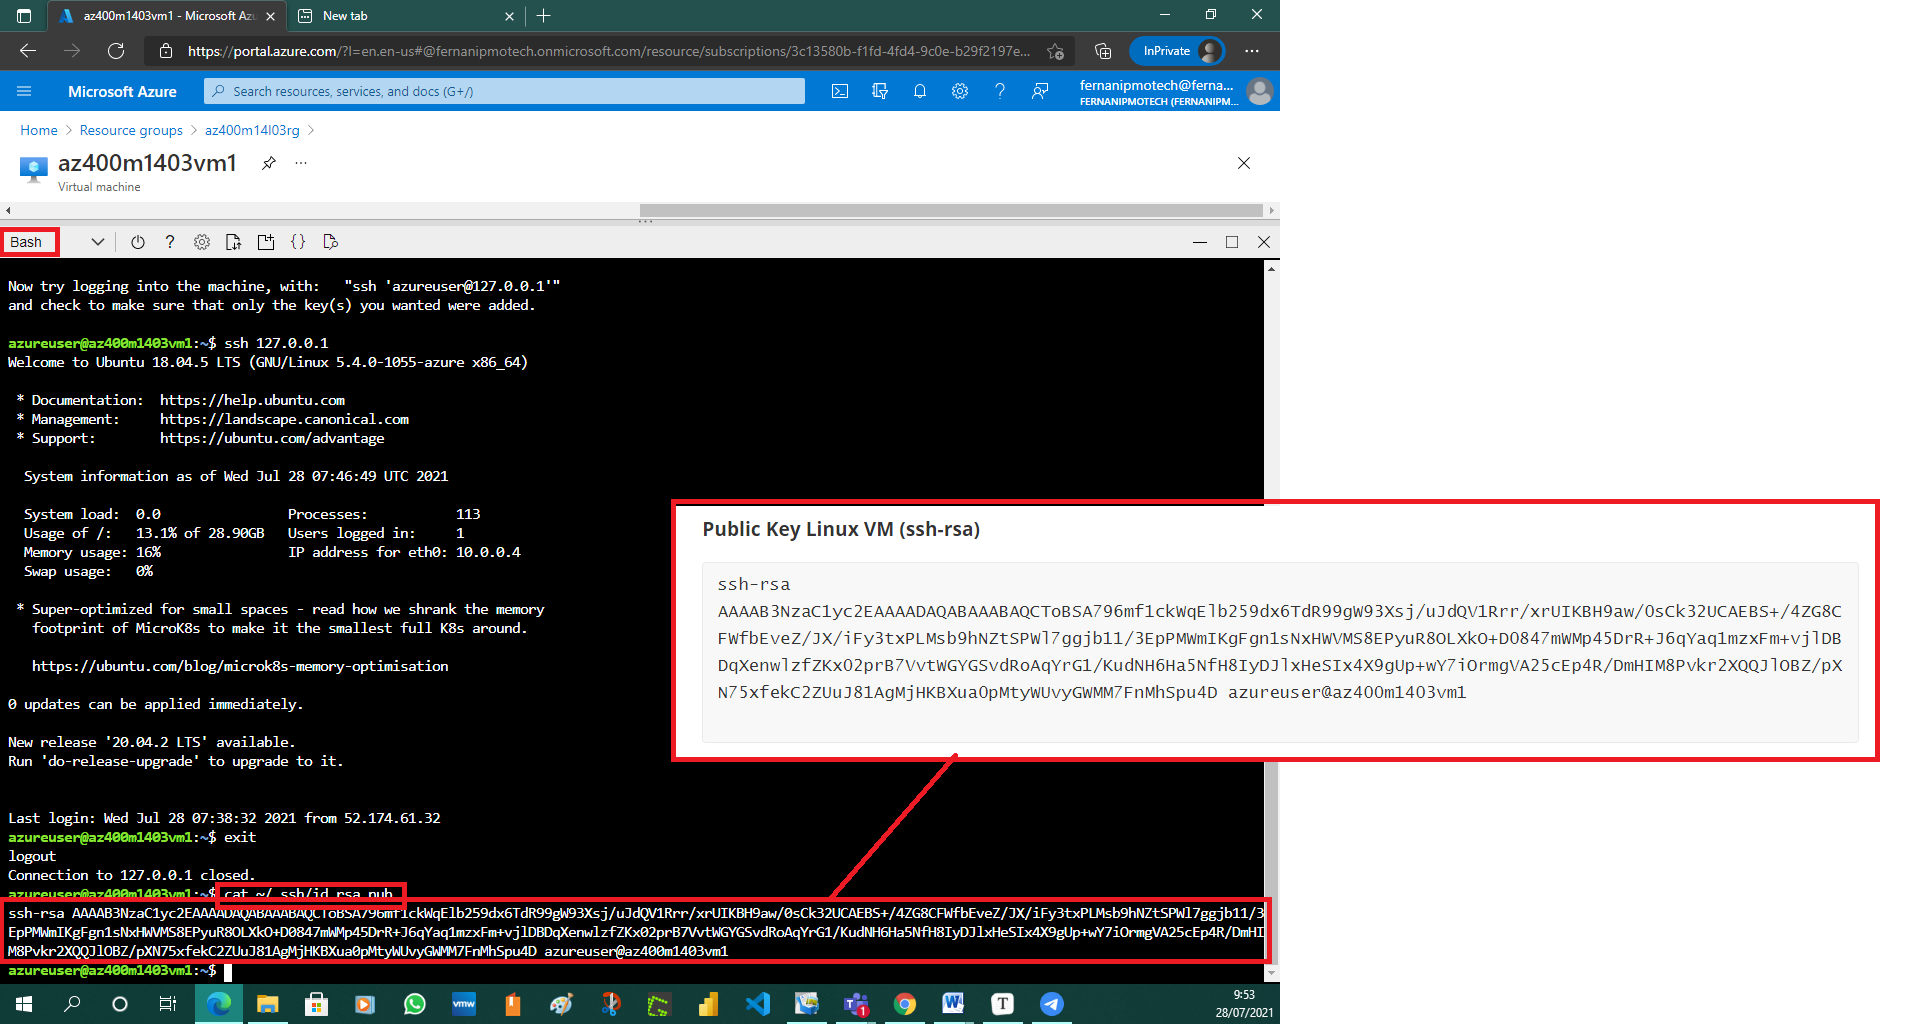 az400m1403vm1 - Microsoft Azu
New tab
https://portal.azure.com/?l=en.en-us#@fernanipmotech.onmicrosoft.com/resource/subscriptions/3c13580b-f1fd-4fd4-9c0e-b29f2197e...
InPrivate
Microsoft Azure
Search resources, services, and docs (G+/)
fernanipmotech@ferna...
FERNANIPMOTECH (FERNANIPM...
Home > Resource groups > az400m14l03rg >
az400m1403vm1
Virtual machine
Bash
Now try logging into the machine, with:   "ssh 'azureuser@127.0.0.1'"
and check to make sure that only the key(s) you wanted were added.
azureuser@az400m1403vm1:~$ ssh 127.0.0.1
Welcome to Ubuntu 18.04.5 LTS (GNU/Linux 5.4.0-1055-azure x86_64)
* Documentation:  https://help.ubuntu.com
* Management:     https://landscape.canonical.com
* Support:        https://ubuntu.com/advantage
System information as of Wed Jul 28 07:46:49 UTC 2021
System load:  0.0               Processes:           113
Usage of /:   13.1% of 28.90GB   Users logged in:     1
Memory usage: 16%               IP address for eth0: 10.0.0.4
Swap usage:   0%
* Super-optimized for small spaces - read how we shrank the memory
footprint of MicroK8s to make it the smallest full K8s around.
https://ubuntu.com/blog/microk8s-memory-optimisation
0 updates can be applied immediately.
New release '20.04.2 LTS' available.
Run 'do-release-upgrade' to upgrade to it.
Last login: Wed Jul 28 07:38:32 2021 from 52.174.61.32
azureuser@az400m1403vm1:~$ exit
logout
Connection to 127.0.0.1 closed.
azureuser@az400m1403vm1:~$ cat ~/.ssh/id_rsa.pub
ssh-rsa AAAAB3NzaC1yc2EAAAADAQABAAABAQCToBSA796mf1ckWqElb259dx6TdR99gW93Xsj/uJdQV1Rrr/xrUIKBH9aw/0sCk32UCAEBS+/4ZG8CFWfbEveZ/JX/iFy3txPLMsb9hNZtSPWl7ggjb11/3
EpPMWmIKgFgn1sNxHWVMS8EPyuR8OLXkO+D0847mWMp45DrR+J6qYaq1mzxFm+vjlDBDqXenwlzfZKx02prB7VvtWGYGSvdRoAqYrG1/KudNH6Ha5NfH8IyDJlxHeSIx4X9gUp+wY7iOrmgVA25cEp4R/DmHI
M8Pvkr2XQQJlOBZ/pXN75xfekC2ZUuJ81AgMjHKBXua0pMtyWUvyGWMM7FnMhSpu4D azureuser@az400m1403vm1
azureuser@az400m1403vm1:~$
Public Key Linux VM (ssh-rsa)
ssh-rsa
AAAAB3NzaC1yc2EAAAADAQABAAABAQCToBSA796mf1ckWqElb259dx6TdR99gW93Xsj/uJdQV1Rrr/xrUIKBH9aw/0sCk32UCAEBS+/4ZG8C
FWfbEveZ/JX/iFy3txPLMsb9hNZtSPWl7ggjb11/3EpPMWmIKgFgn1sNxHWVMS8EPyuR8OLXkO+D0847mWMp45DrR+J6qYaq1mzxFm+vjlDB
DqXenwlzfZKx02prB7VvtWGYGSvdRoAqYrG1/KudNH6Ha5NfH8IyDJlxHeSIx4X9gUp+wY7iOrmgVA25cEp4R/DmHIM8Pvkr2XQQJlOBZ/pX
N75xfekC2ZUuJ81AgMjHKBXua0pMtyWUvyGWMM7FnMhSpu4D azureuser@az400m1403vm1
vmw
1
T
9:53
28/07/2021